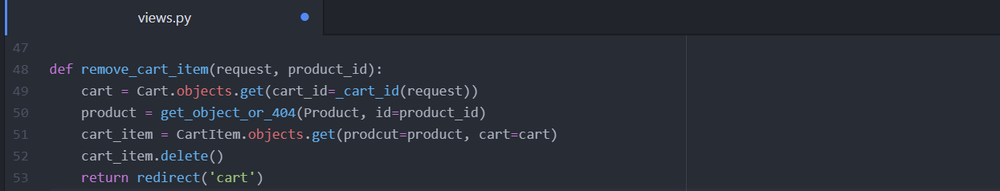 views.py
47
48 def remove_cart_item(request, product_id):
49     cart = Cart.objects.get(cart_id=_cart_id(request))
50     product = get_object_or_404(Product, id=product_id)
51     cart_item = CartItem.objects.get(prodcut=product, cart=cart)
52     cart_item.delete()
53     return redirect('cart')